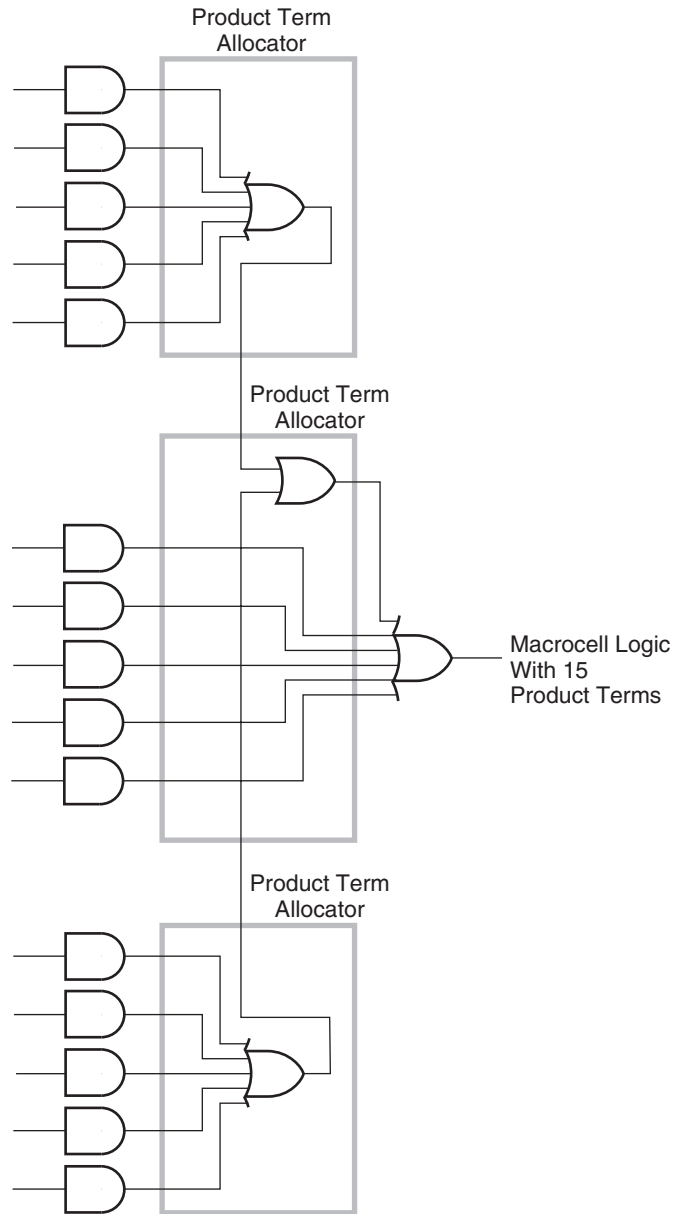 Product Term
Allocator
Product Term
Allocator
Macrocell Logic
With 15
Product Terms
Product Term
Allocator